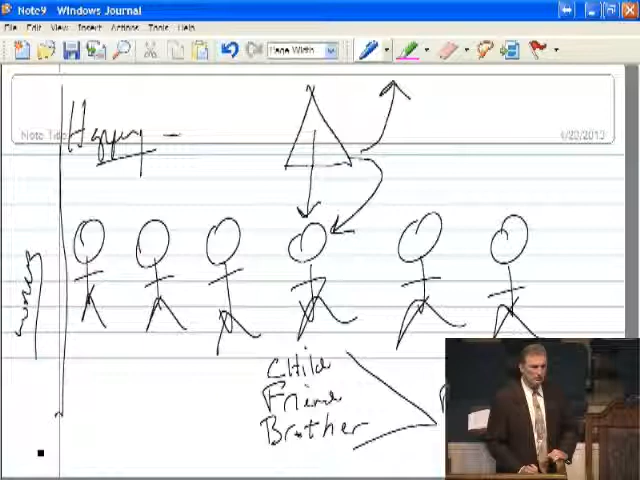 Note9 - Windows Journal
File Edit View Insert Actions Tools Help
Page Width
Note Title
4/28/2013
Happy -
Child
Friend
Brother